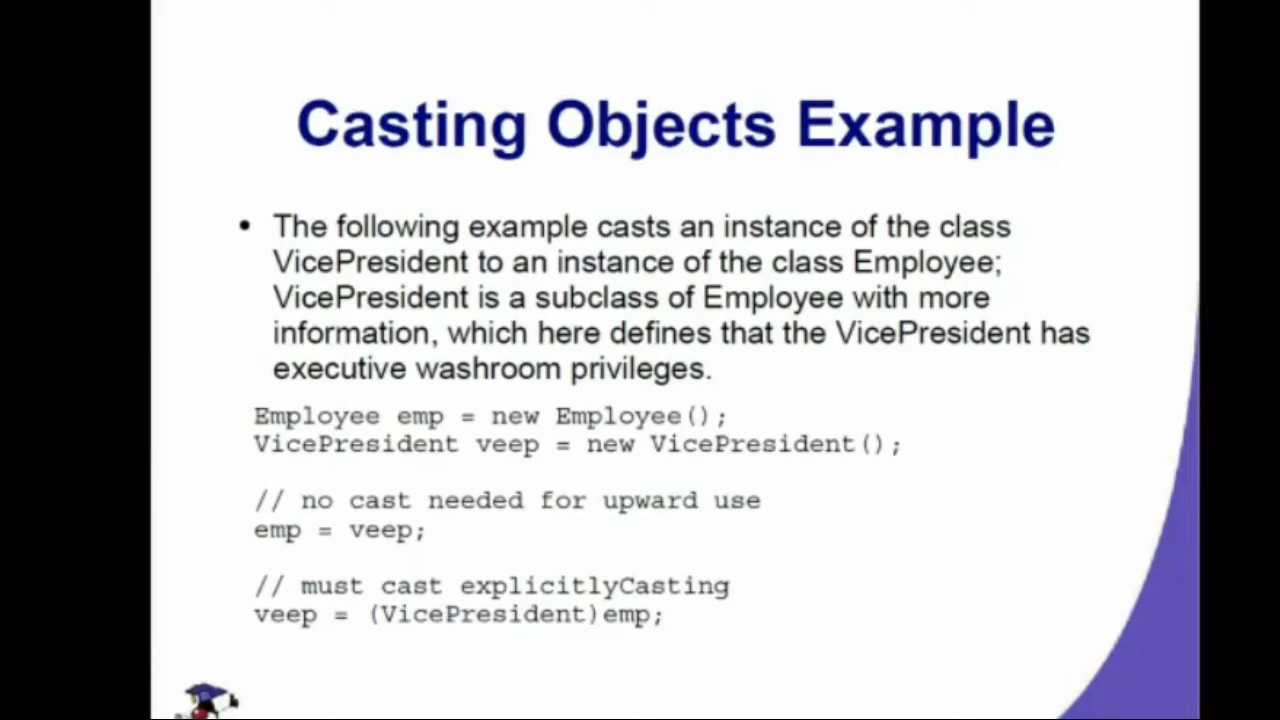 Casting Objects Example
• The following example casts an instance of the class
VicePresident to an instance of the class Employee;
VicePresident is a subclass of Employee with more
information, which here defines that the VicePresident has
executive washroom privileges.
Employee emp = new Employee();
VicePresident veep = new VicePresident();
// no cast needed for upward use
emp = veep;
// must cast explicitlyCasting
veep = (VicePresident)emp;